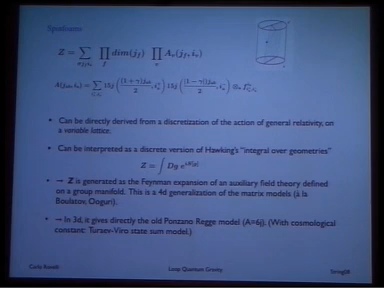 Spinfoams
Z = ∑ ∏ dim(j_f) ∏ A_v(j_f, i_e)
• Can be directly derived from a discretization of the action of general relativity, on
a variable lattice.
• Can be interpreted as a discrete version of Hawking's "integral over geometries"
Z = ∫ Dg e^{iS[g]}
• → Z is generated as the Feynman expansion of an auxiliary field theory defined
on a group manifold. This is a 4d generalization of the matrix models (à la
Boulatov, Ooguri).
• → In 3d, it gives directly the old Ponzano Regge model (A=6j). (With cosmological
constant: Turaev-Viro state sum model.)
Carlo Rovelli
Loop Quantum Gravity
Strings08